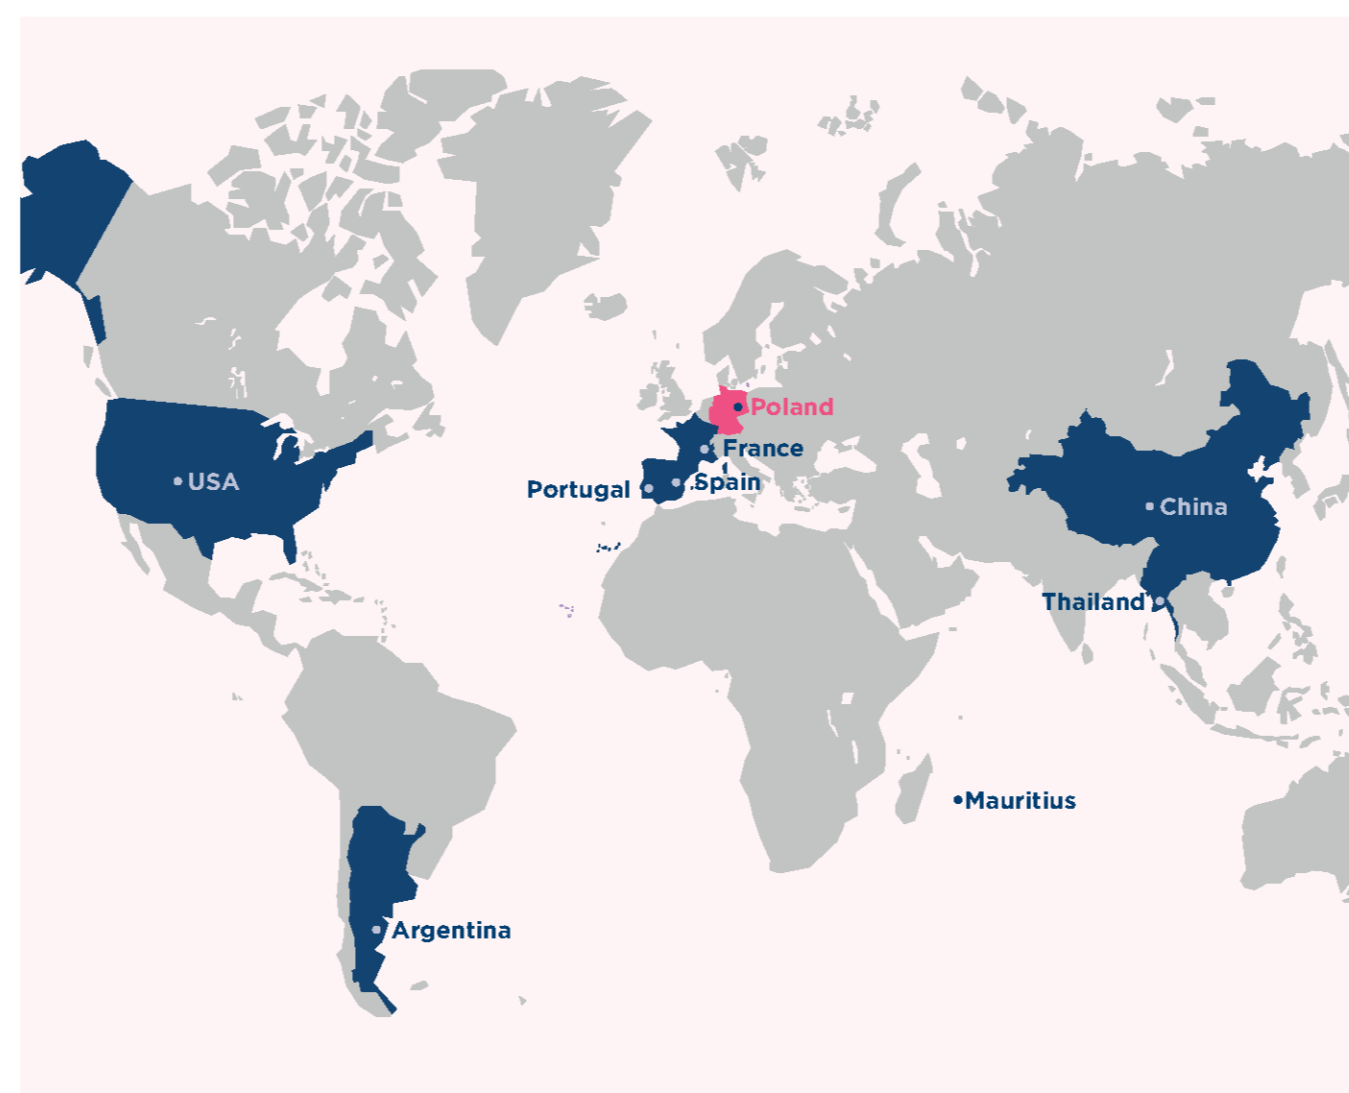 Poland
France
USA
Spain
Portugal
China
Thailand
Mauritius
Argentina